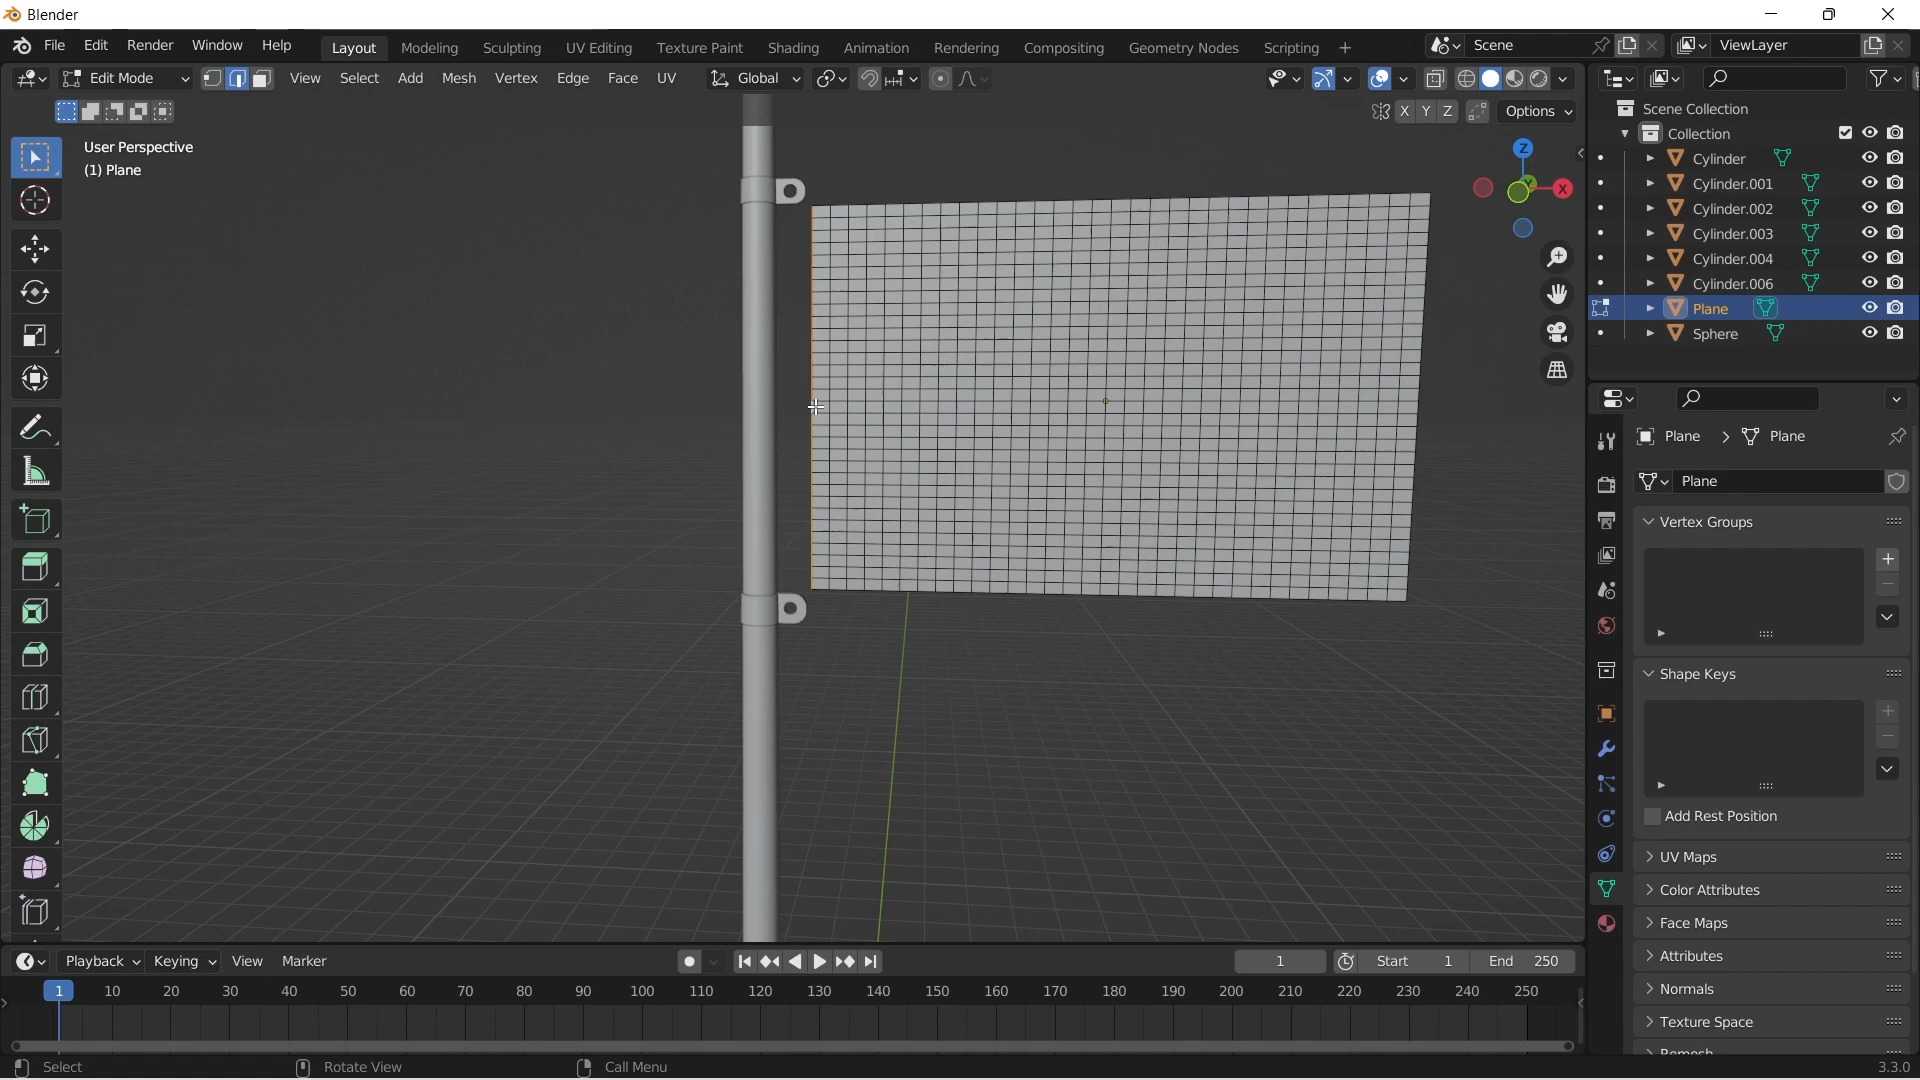 Blender
File Edit Render Window Help Layout Modeling Sculpting UV Editing Texture Paint Shading Animation Rendering Compositing Geometry Nodes Scripting + Scene ViewLayer
Edit Mode View Select Add Mesh Vertex Edge Face UV Global
X Y Z Options
User Perspective
(1) Plane
Z
X
Scene Collection
Collection
Cylinder
Cylinder.001
Cylinder.002
Cylinder.003
Cylinder.004
Cylinder.006
Plane
Sphere
Plane > Plane
Plane
Vertex Groups
Shape Keys
Add Rest Position
UV Maps
Color Attributes
Face Maps
Attributes
Normals
Texture Space
Remesh
Playback Keying View Marker 1 Start 1 End 250
1 10 20 30 40 50 60 70 80 90 100 110 120 130 140 150 160 170 180 190 200 210 220 230 240 250
Select Rotate View Call Menu 3.3.0